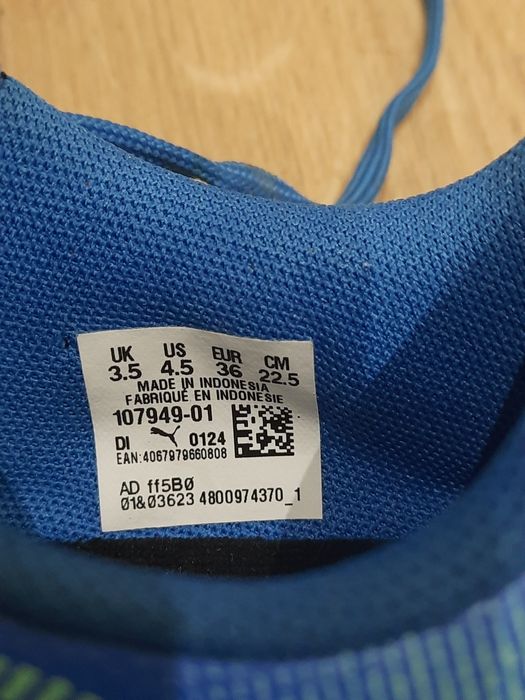 UK US EUR CM
3.5 4.5 36 22.5
MADE IN INDONESIA
FABRIQUÉ EN INDONESIE
107949-01
DI 0124
EAN:4067979660808
AD ff5B0
01&03623 4800974370_1